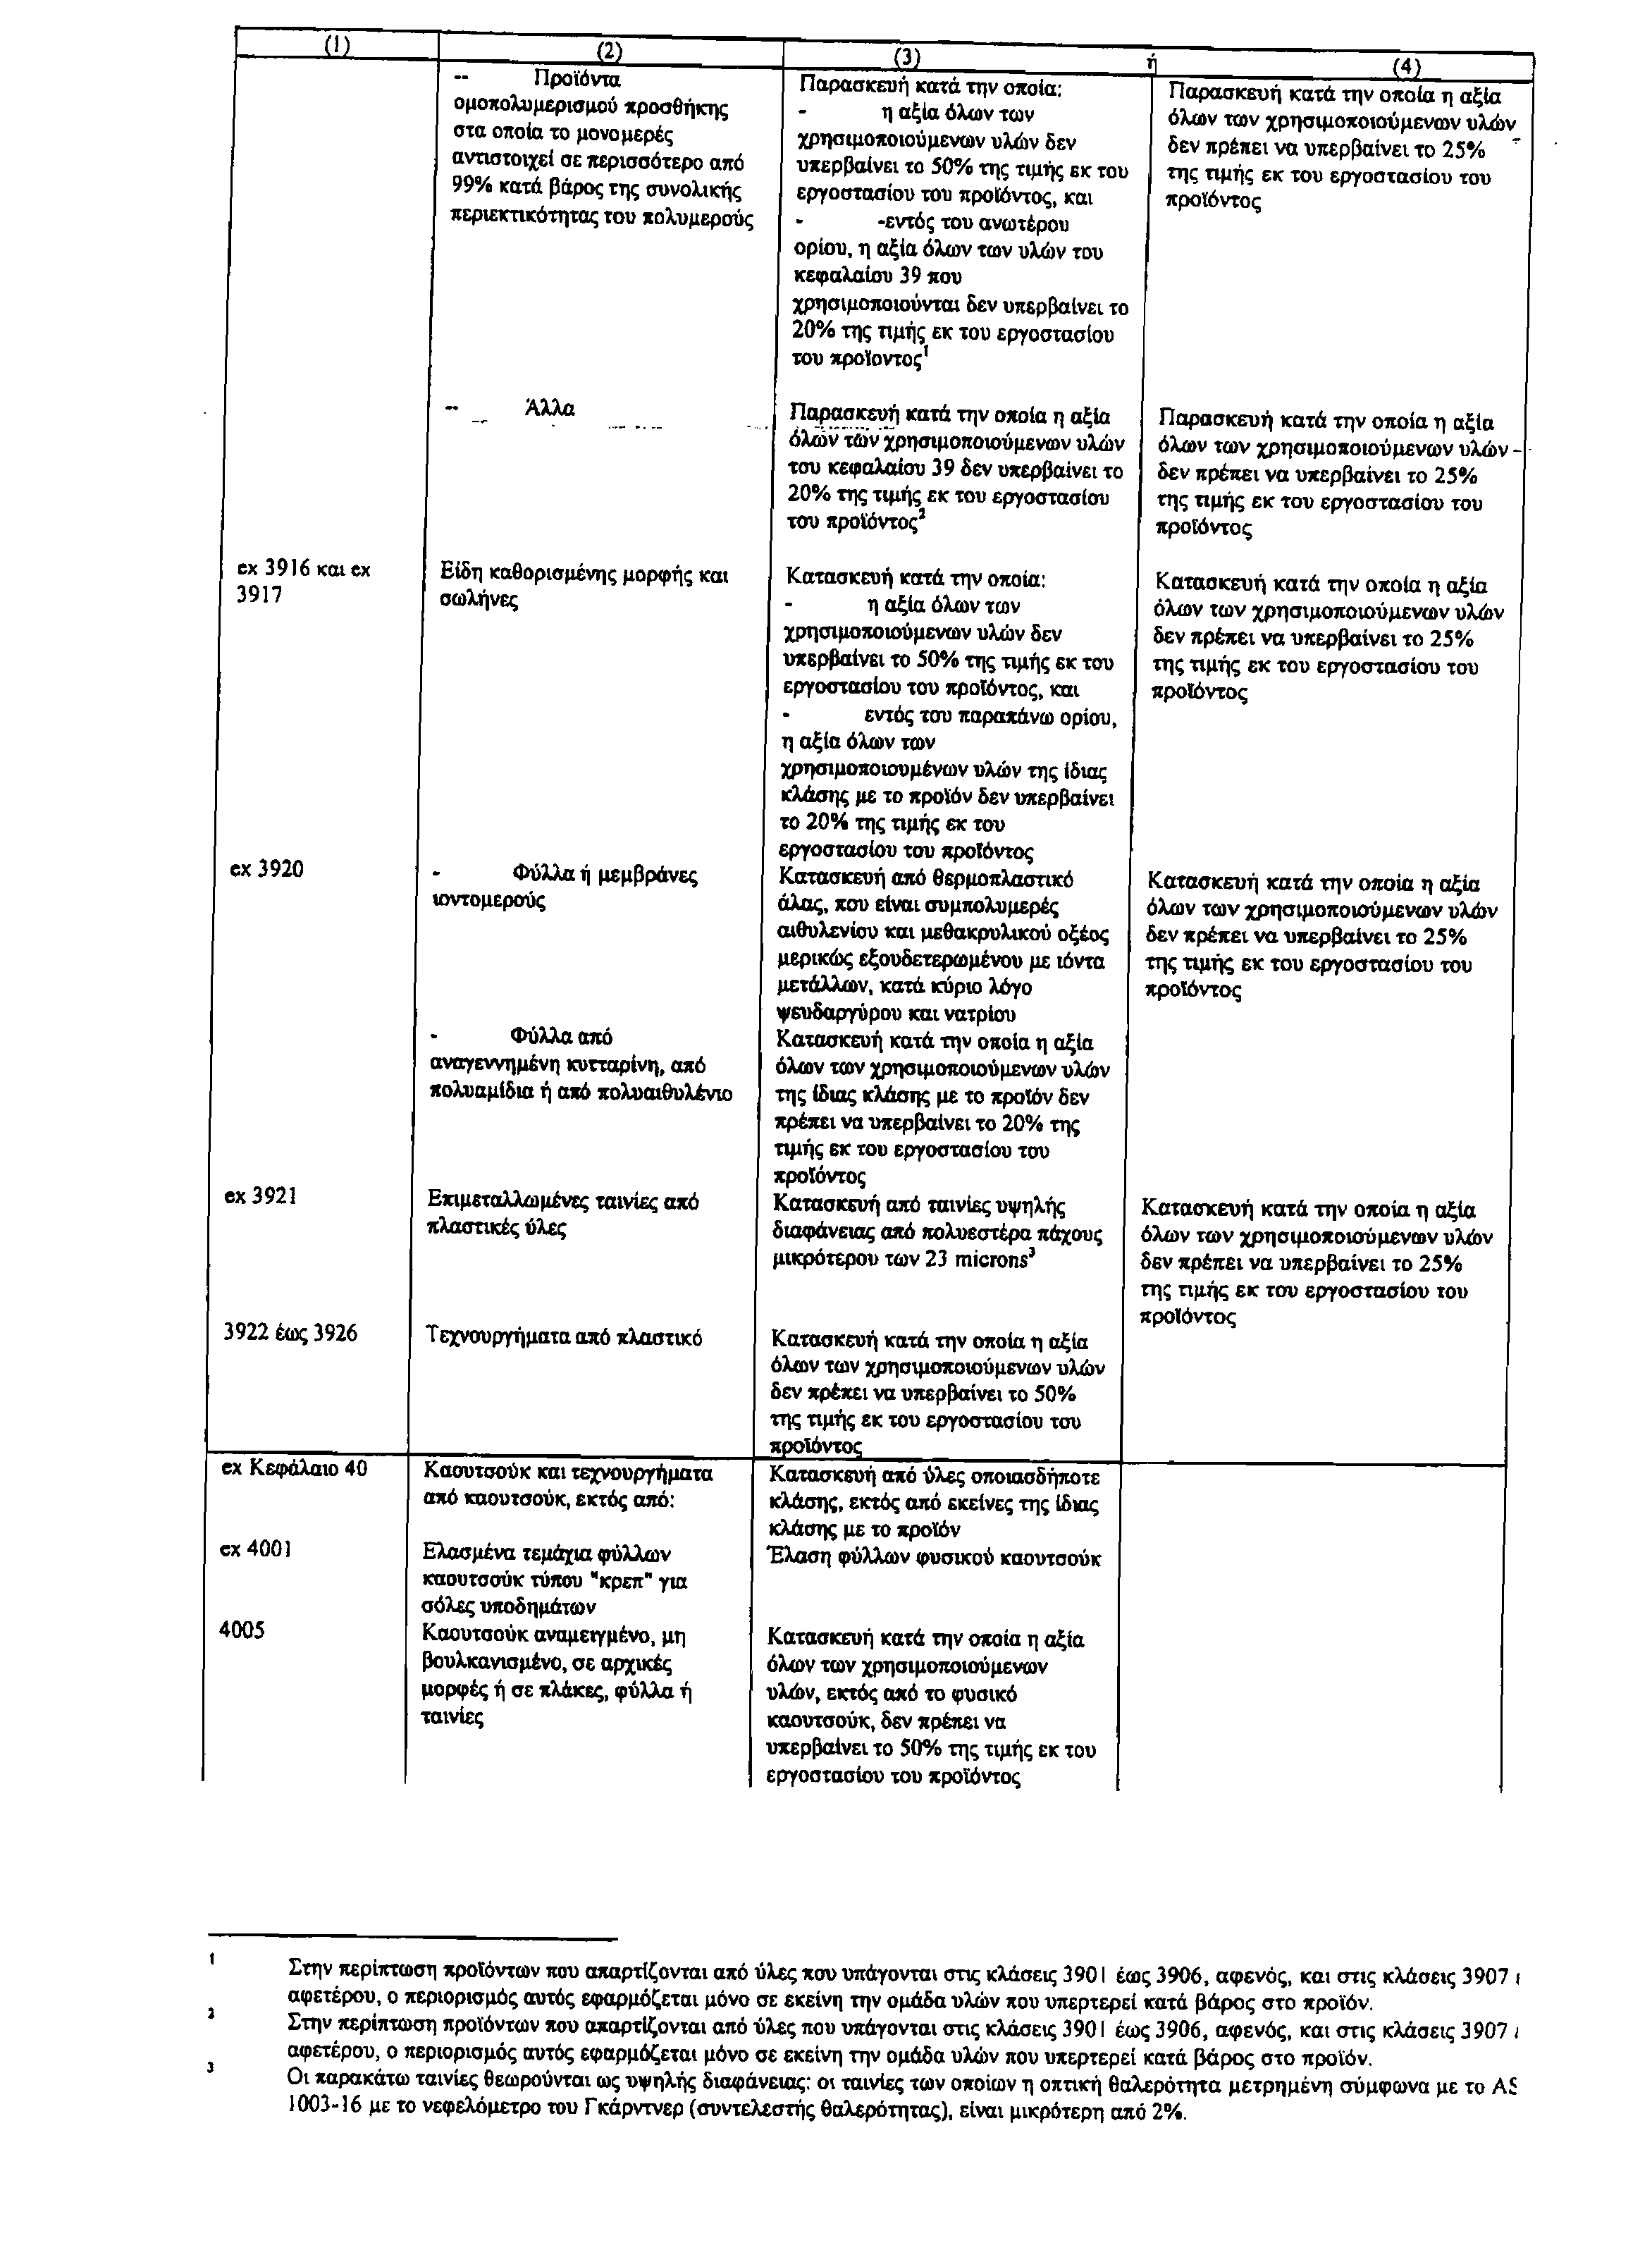 (1) (2) (3) ή (4)
-- Προϊόντα
ομοπολυμερισμού προσθήκης
στα οποία το μονομερές
αντιστοιχεί σε περισσότερο από
99% κατά βάρος της συνολικής
περιεκτικότητας του πολυμερούς
Παρασκευή κατά την οποία:
- η αξία όλων των
χρησιμοποιούμενων υλών δεν
υπερβαίνει το 50% της τιμής εκ του
εργοστασίου του προϊόντος, και
- -εντός του ανωτέρου
ορίου, η αξία όλων των υλών του
κεφαλαίου 39 που
χρησιμοποιούνται δεν υπερβαίνει το
20% της τιμής εκ του εργοστασίου
του προϊοντος¹
Παρασκευή κατά την οποία η αξία
όλων των χρησιμοποιούμενων υλών
δεν πρέπει να υπερβαίνει το 25%
της τιμής εκ του εργοστασίου του
προϊόντος
-- Άλλα
Παρασκευή κατά την οποία η αξία
όλων των χρησιμοποιούμενων υλών
του κεφαλαίου 39 δεν υπερβαίνει το
20% της τιμής εκ του εργοστασίου
του προϊόντος²
Παρασκευή κατά την οποία η αξία
όλων των χρησιμοποιούμενων υλών
δεν πρέπει να υπερβαίνει το 25%
της τιμής εκ του εργοστασίου του
προϊόντος
ex 3916 και ex
3917
Είδη καθορισμένης μορφής και
σωλήνες
Κατασκευή κατά την οποία:
- η αξία όλων των
χρησιμοποιούμενων υλών δεν
υπερβαίνει το 50% της τιμής εκ του
εργοστασίου του προϊόντος, και
- εντός του παραπάνω ορίου,
η αξία όλων των
χρησιμοποιουμένων υλών της ίδιας
κλάσης με το προϊόν δεν υπερβαίνει
το 20% της τιμής εκ του
εργοστασίου του προϊόντος
Κατασκευή κατά την οποία η αξία
όλων των χρησιμοποιούμενων υλών
δεν πρέπει να υπερβαίνει το 25%
της τιμής εκ του εργοστασίου του
προϊόντος
ex 3920
- Φύλλα ή μεμβράνες
ιοντομερούς
Κατασκευή από θερμοπλαστικό
άλας, που είναι συμπολυμερές
αιθυλενίου και μεθακρυλικού οξέος
μερικώς εξουδετερωμένου με ιόντα
μετάλλων, κατά κύριο λόγο
ψευδαργύρου και νατρίου
Κατασκευή κατά την οποία η αξία
όλων των χρησιμοποιούμενων υλών
δεν πρέπει να υπερβαίνει το 25%
της τιμής εκ του εργοστασίου του
προϊόντος
- Φύλλα από
αναγεννημένη κυτταρίνη, από
πολυαμίδια ή από πολυαιθυλένιο
Κατασκευή κατά την οποία η αξία
όλων των χρησιμοποιούμενων υλών
της ίδιας κλάσης με το προϊόν δεν
πρέπει να υπερβαίνει το 20% της
τιμής εκ του εργοστασίου του
προϊόντος
ex 3921
Επιμεταλλωμένες ταινίες από
πλαστικές ύλες
Κατασκευή από ταινίες υψηλής
διαφάνειας από πολυεστέρα πάχους
μικρότερου των 23 microns³
Κατασκευή κατά την οποία η αξία
όλων των χρησιμοποιούμενων υλών
δεν πρέπει να υπερβαίνει το 25%
της τιμής εκ του εργοστασίου του
προϊόντος
3922 έως 3926
Τεχνουργήματα από πλαστικό
Κατασκευή κατά την οποία η αξία
όλων των χρησιμοποιούμενων υλών
δεν πρέπει να υπερβαίνει το 50%
της τιμής εκ του εργοστασίου του
προϊόντος
ex Κεφάλαιο 40
Καουτσούκ και τεχνουργήματα
από καουτσούκ, εκτός από:
Κατασκευή από ύλες οποιασδήποτε
κλάσης, εκτός από εκείνες της ίδιας
κλάσης με το προϊόν
ex 4001
Ελασμένα τεμάχια φύλλων
καουτσούκ τύπου "κρεπ" για
σόλες υποδημάτων
Έλαση φύλλων φυσικού καουτσούκ
4005
Καουτσούκ αναμειγμένο, μη
βουλκανισμένο, σε αρχικές
μορφές ή σε πλάκες, φύλλα ή
ταινίες
Κατασκευή κατά την οποία η αξία
όλων των χρησιμοποιούμενων
υλών, εκτός από το φυσικό
καουτσούκ, δεν πρέπει να
υπερβαίνει το 50% της τιμής εκ του
εργοστασίου του προϊόντος
1 Στην περίπτωση προϊόντων που απαρτίζονται από ύλες που υπάγονται στις κλάσεις 3901 έως 3906, αφενός, και στις κλάσεις 3907
αφετέρου, ο περιορισμός αυτός εφαρμόζεται μόνο σε εκείνη την ομάδα υλών που υπερτερεί κατά βάρος στο προϊόν.
2 Στην περίπτωση προϊόντων που απαρτίζονται από ύλες που υπάγονται στις κλάσεις 3901 έως 3906, αφενός, και στις κλάσεις 3907
αφετέρου, ο περιορισμός αυτός εφαρμόζεται μόνο σε εκείνη την ομάδα υλών που υπερτερεί κατά βάρος στο προϊόν.
3 Οι παρακάτω ταινίες θεωρούνται ως υψηλής διαφάνειας: οι ταινίες των οποίων η οπτική θαλερότητα μετρημένη σύμφωνα με το
1003-16 με το νεφελόμετρο του Γκάρντνερ (συντελεστής θαλερότητας), είναι μικρότερη από 2%.